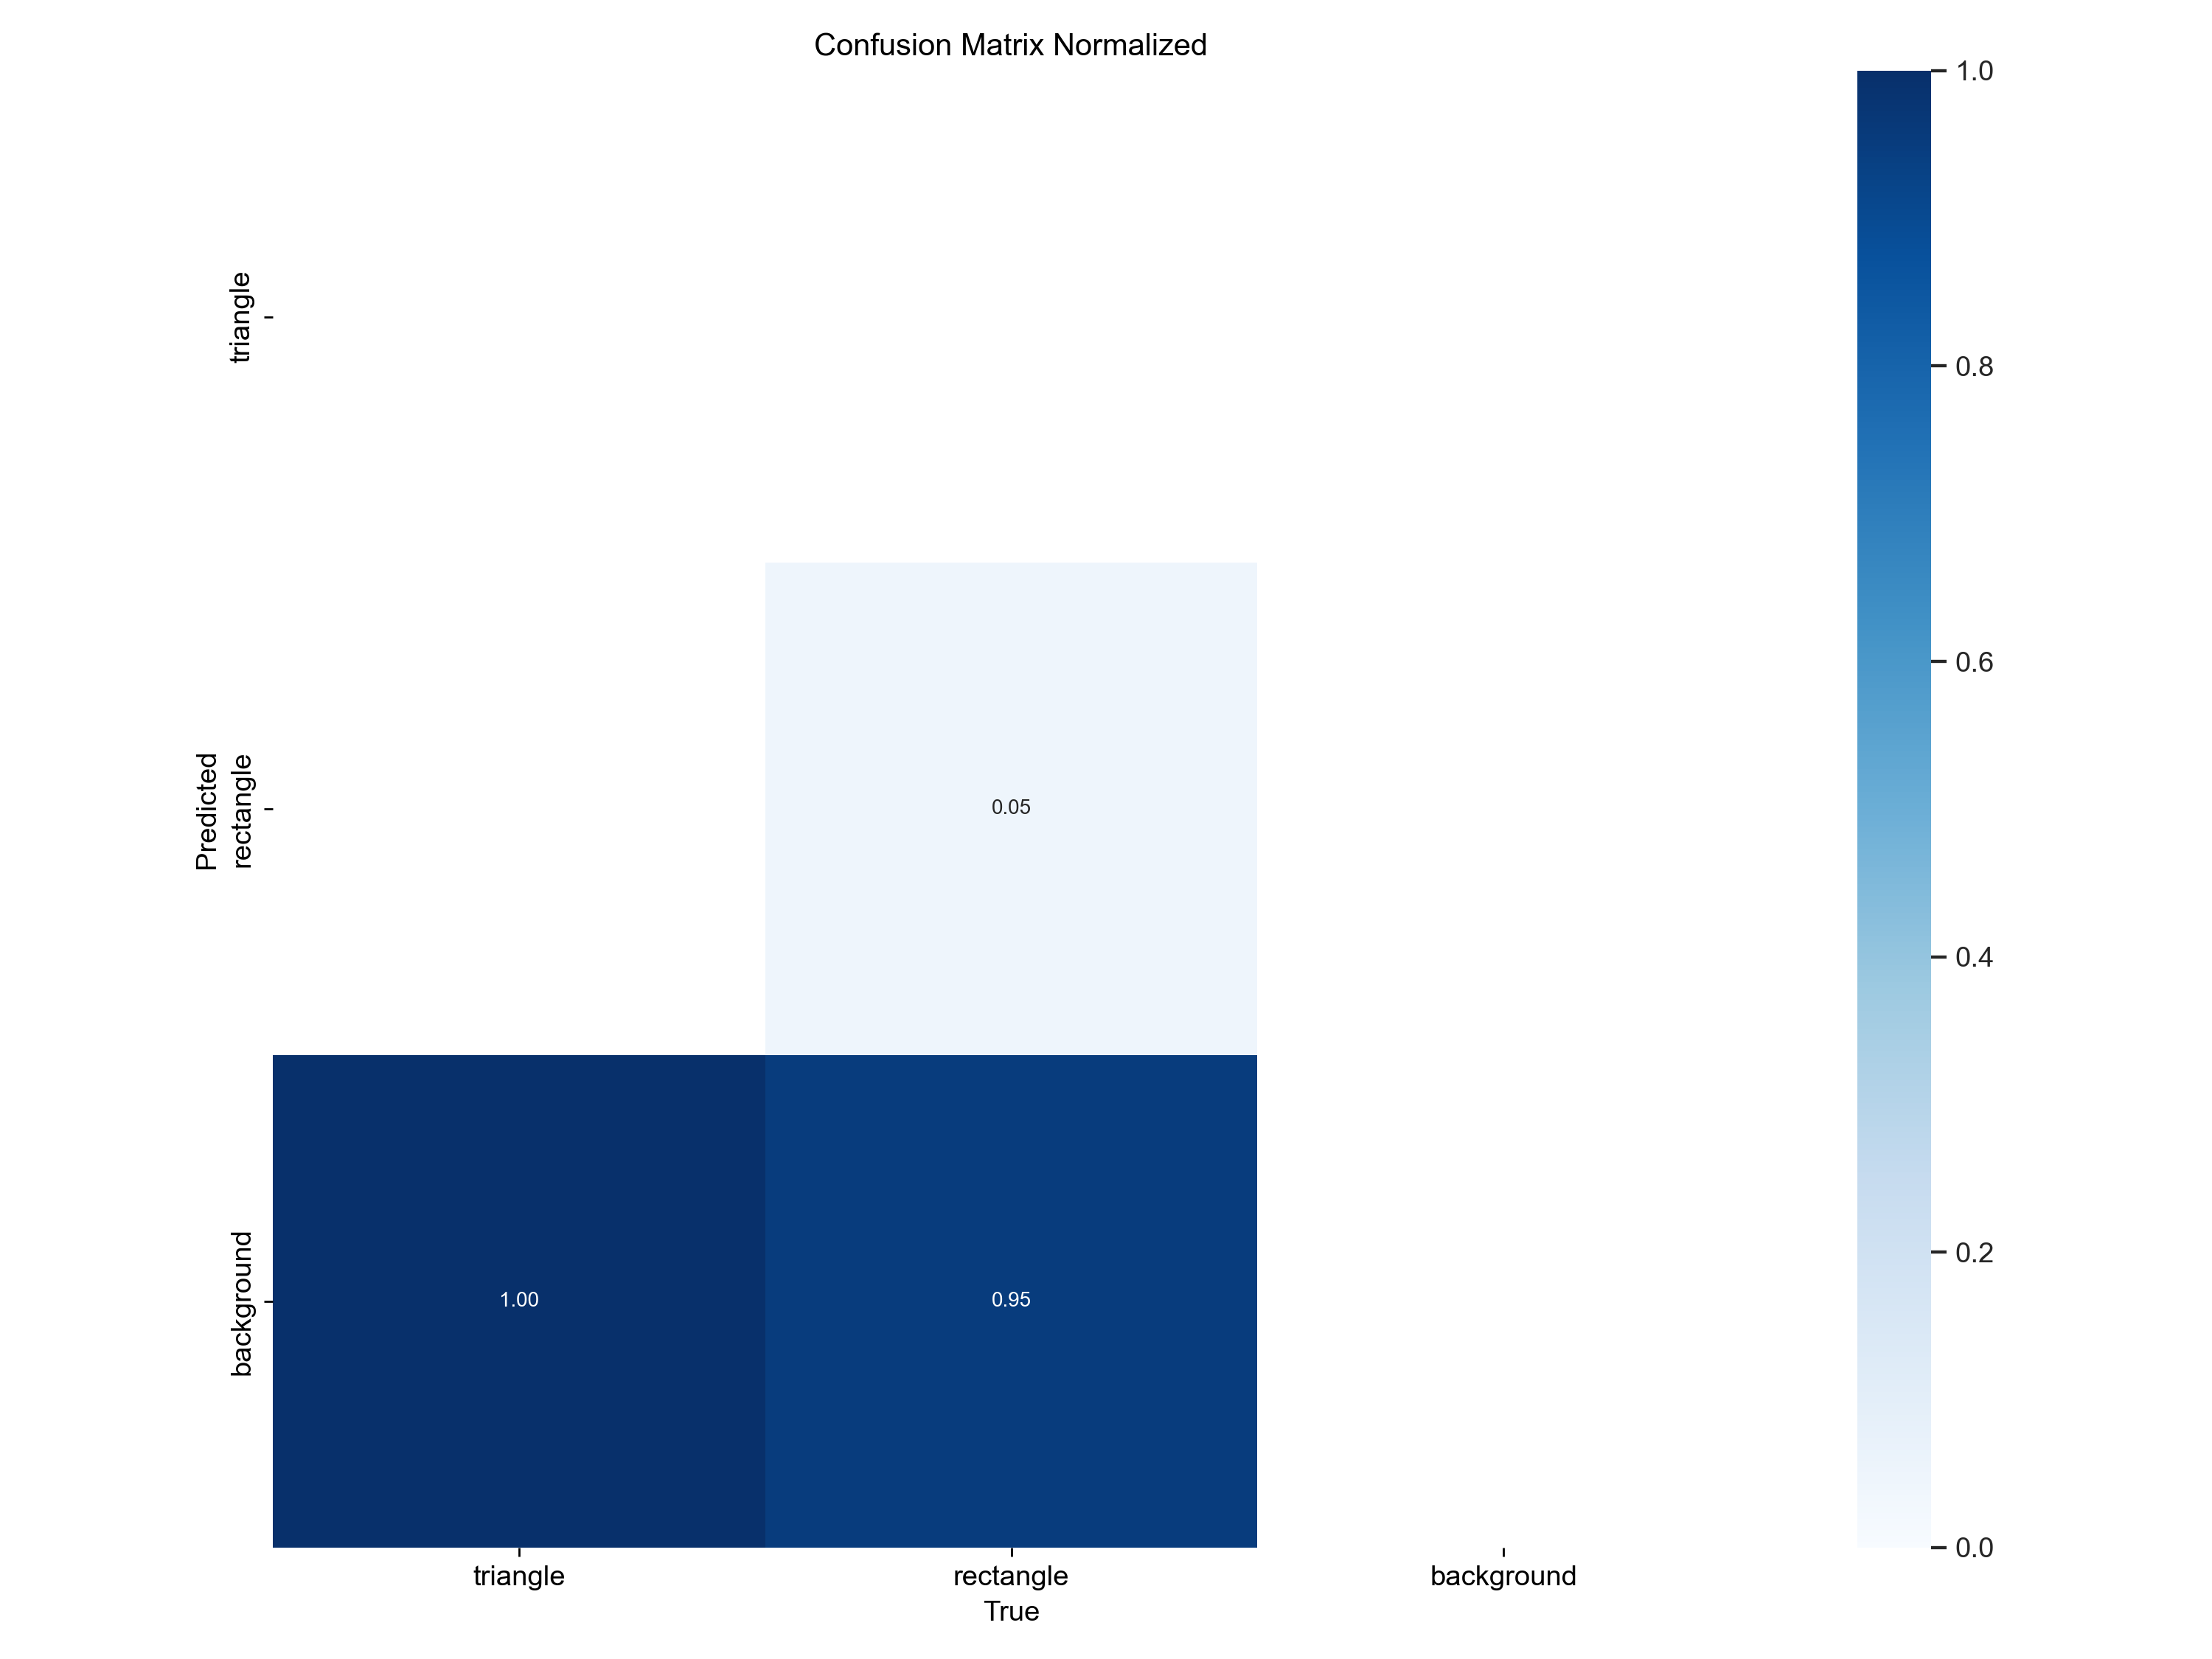 Confusion Matrix Normalized
1.0
0.8
0.6
0.4
0.2
0.0
triangle
rectangle
background
Predicted
0.05
1.00
0.95
triangle
rectangle
background
True